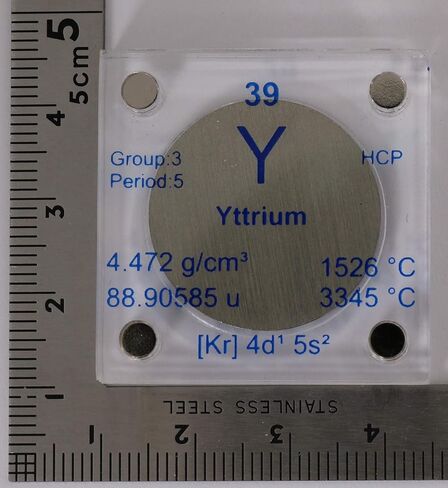 39
Y
Group:3
HCP
Period:5
Yttrium
4.472 g/cm³
1526 °C
88.90585 u
3345 °C
[Kr] 4d¹ 5s²
5cm
5
4
3
2
1
STAINLESS STEEL
1
2
3
4